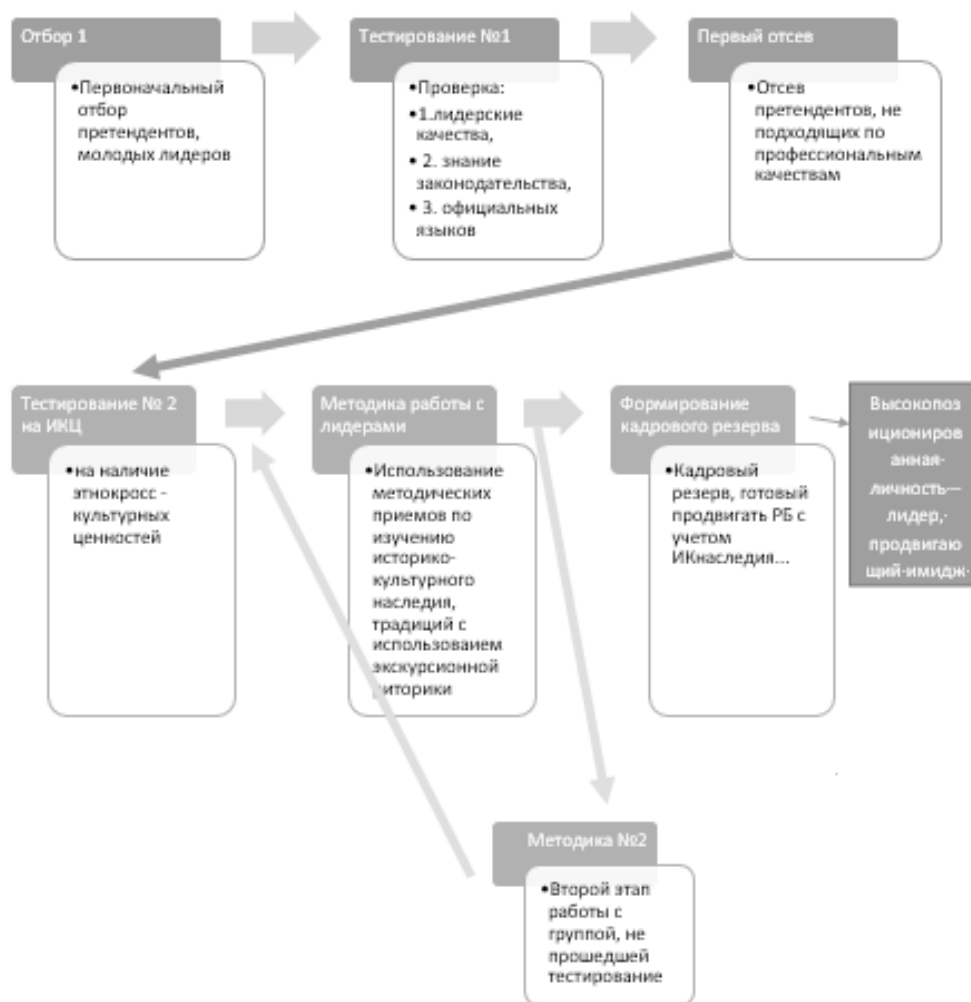 Отбор 1
•Первоначальный
отбор
претендентов,
молодых лидеров
Тестирование №1
•Проверка:
•1.лидерские
качества,
• 2. знание
законодательства,
• 3. официальных
языков
Первый отсев
•Отсев
претендентов, не
подходящих по
профессиональным
качествам
Тестирование № 2
на ИКЦ
•на наличие
этнокросс -
культурных
ценностей
Методика работы с
лидерами
•Использование
методических
приемов по
изучению
историко-
культурного
наследия,
традиций с
использоваием
экскурсионной
риторики
Формирование
кадрового резерва
•Кадровый
резерв, готовый
продвигать РБ с
учетом
ИКнаследия...
Высокопоз
ициониров
анная-
личность—
лидер,-
продвигаю
щий-имидж-
Методика №2
•Второй этап
работы с
группой, не
прошедшей
тестирование